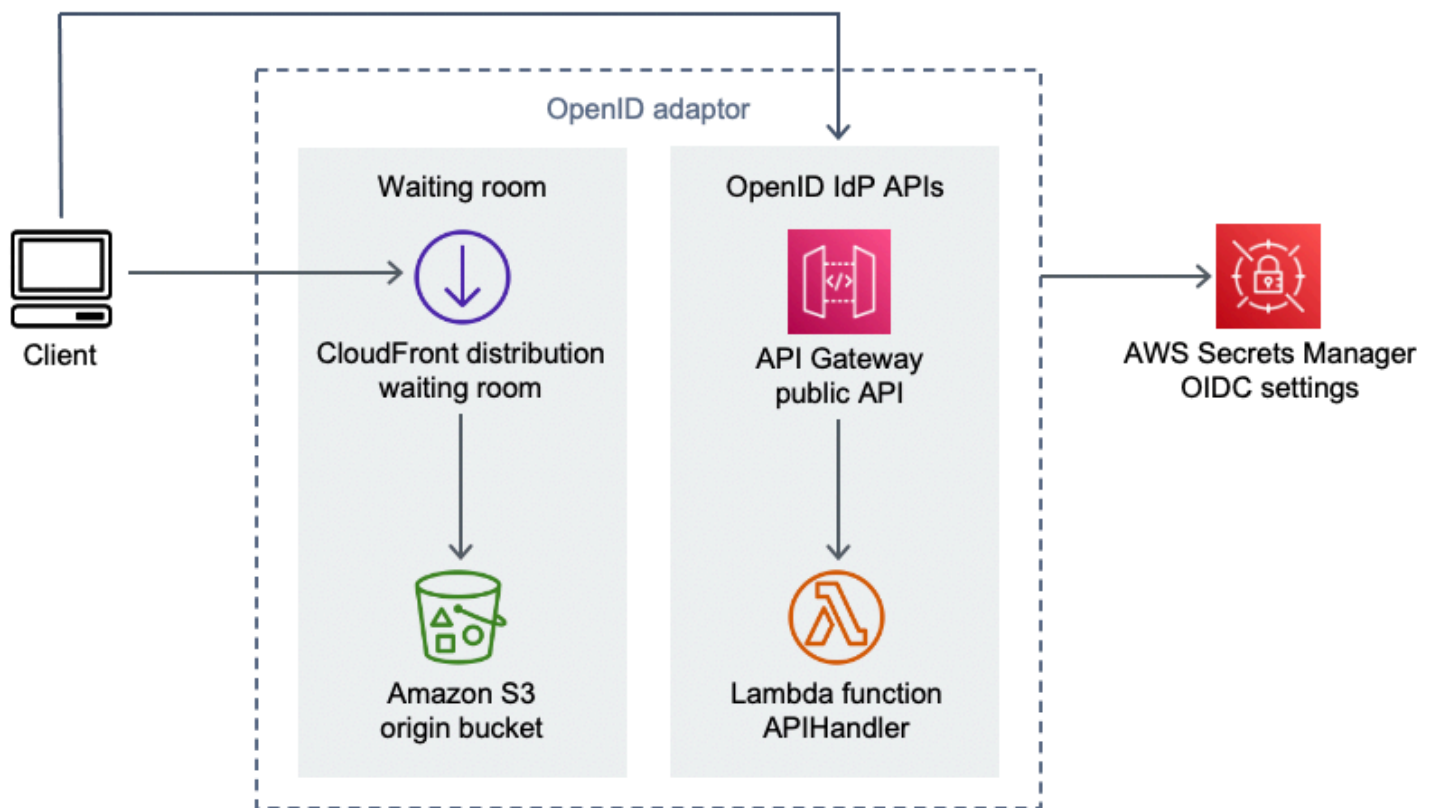 OpenID adaptor
Waiting room
OpenID IdP APIs
</>
Client
CloudFront distribution
waiting room
API Gateway
public API
AWS Secrets Manager
OIDC settings
Amazon S3
origin bucket
Lambda function
APIHandler